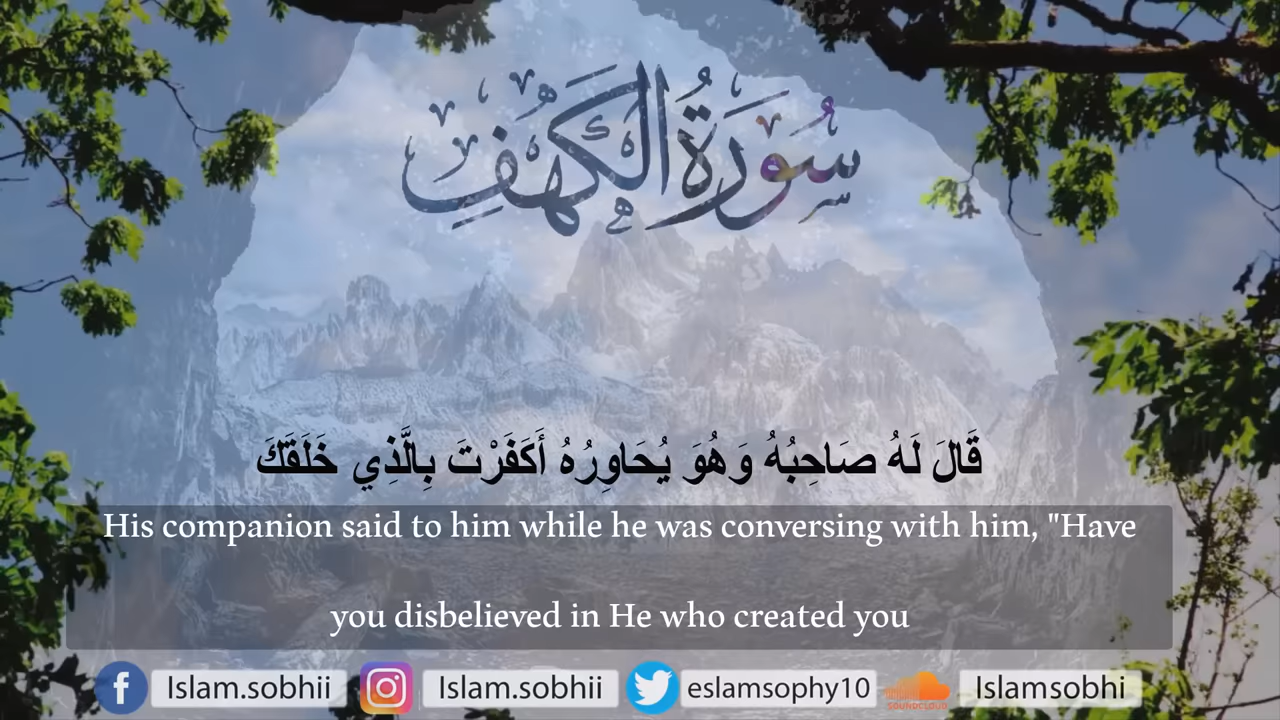 سُورَةُ الكَهْفِ
قَالَ لَهُ صَاحِبُهُ وَهُوَ يُحَاوِرُهُ أَكَفَرْتَ بِالَّذِي خَلَقَكَ
His companion said to him while he was conversing with him, "Have
you disbelieved in He who created you
Islam.sobhii Islam.sobhii eslamsophy10 SOUNDCLOUD Islamsobhi